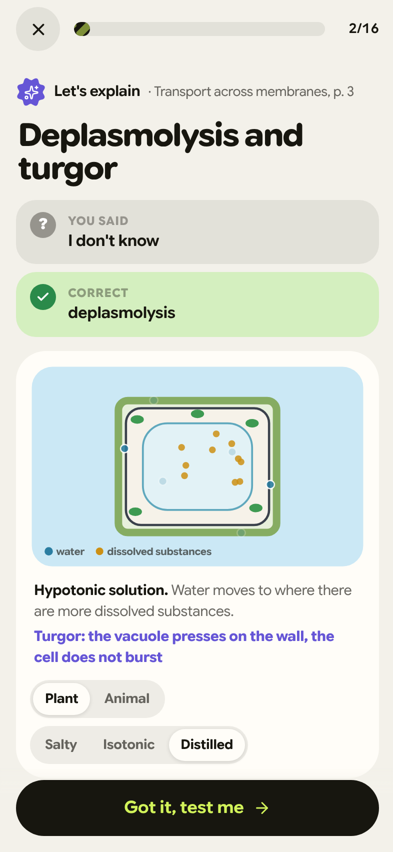 2/16
Let's explain · Transport across membranes, p. 3
Deplasmolysis and
turgor
?
YOU SAID
I don't know
CORRECT
deplasmolysis
water dissolved substances
Hypotonic solution. Water moves to where there
are more dissolved substances.
Turgor: the vacuole presses on the wall, the
cell does not burst
Plant Animal
Salty Isotonic Distilled
Got it, test me →